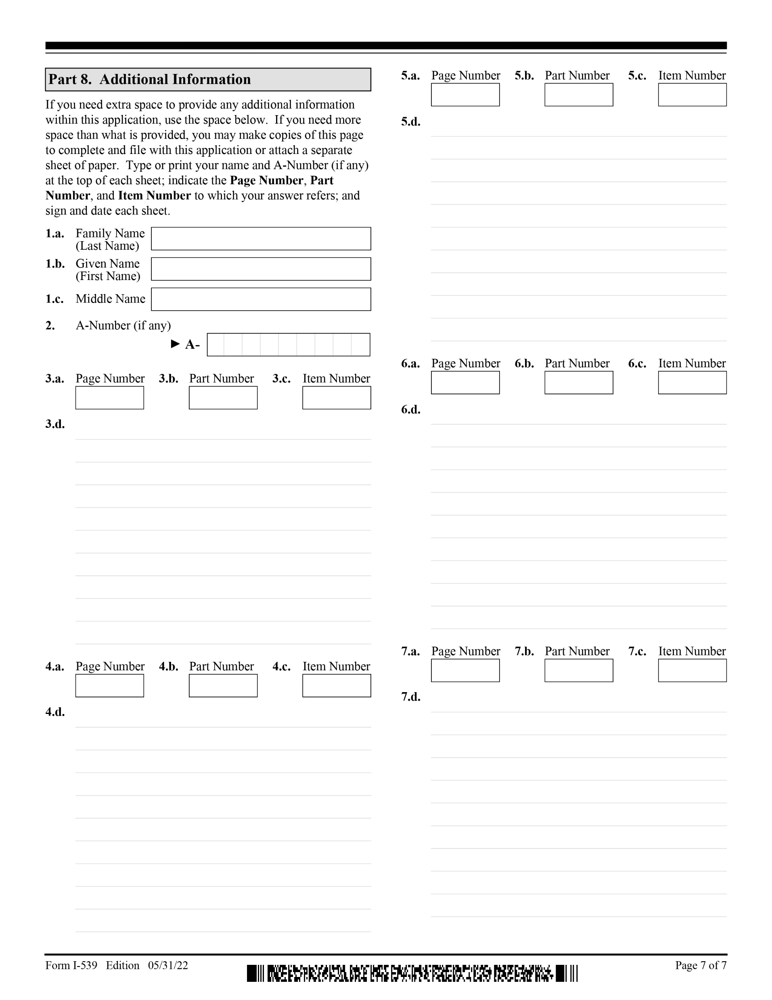 Part 8.  Additional Information
If you need extra space to provide any additional information
within this application, use the space below.  If you need more
space than what is provided, you may make copies of this page
to complete and file with this application or attach a separate
sheet of paper.  Type or print your name and A-Number (if any)
at the top of each sheet; indicate the Page Number, Part
Number, and Item Number to which your answer refers; and
sign and date each sheet.
1.a. Family Name
(Last Name)
1.b. Given Name
(First Name)
1.c. Middle Name
2. A-Number (if any)
► A-
3.a. Page Number 3.b. Part Number 3.c. Item Number
3.d.
4.a. Page Number 4.b. Part Number 4.c. Item Number
4.d.
5.a. Page Number 5.b. Part Number 5.c. Item Number
5.d.
6.a. Page Number 6.b. Part Number 6.c. Item Number
6.d.
7.a. Page Number 7.b. Part Number 7.c. Item Number
7.d.
Form I-539   Edition   05/31/22
Page 7 of 7